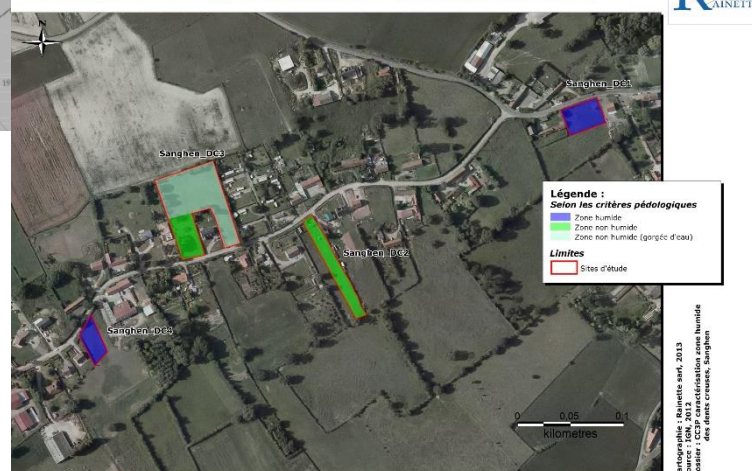 AINETTE
N
Sanghen_DC1
Sanghen_DC3
Sanghen_DC2
Sanghen_DC4
Légende :
Selon les critères pédologiques
Zone humide
Zone non humide
Zone non humide (gorgée d'eau)
Limites
Sites d'étude
0 0,05 0,1
kilometres
artographie : Rainette sarl, 2013
ource : IGN, 2012
ossier : CC3P caractérisation zone humide
des dents creuses, Sanghen